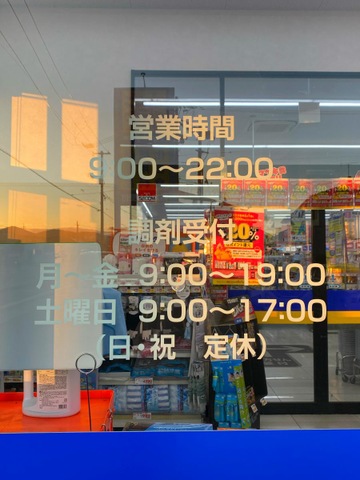 営業時間
9:00〜22:00
調剤受付
月〜金 9:00〜19:00
土曜日 9:00〜17:00
(日・祝 定休)